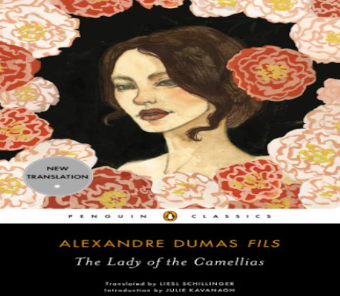 NEW
TRANSLATION
PENGUIN CLASSICS
ALEXANDRE DUMAS FILS
The Lady of the Camellias
Translated by LIESL SCHILLINGER
Introduction by JULIE KAVANAGH